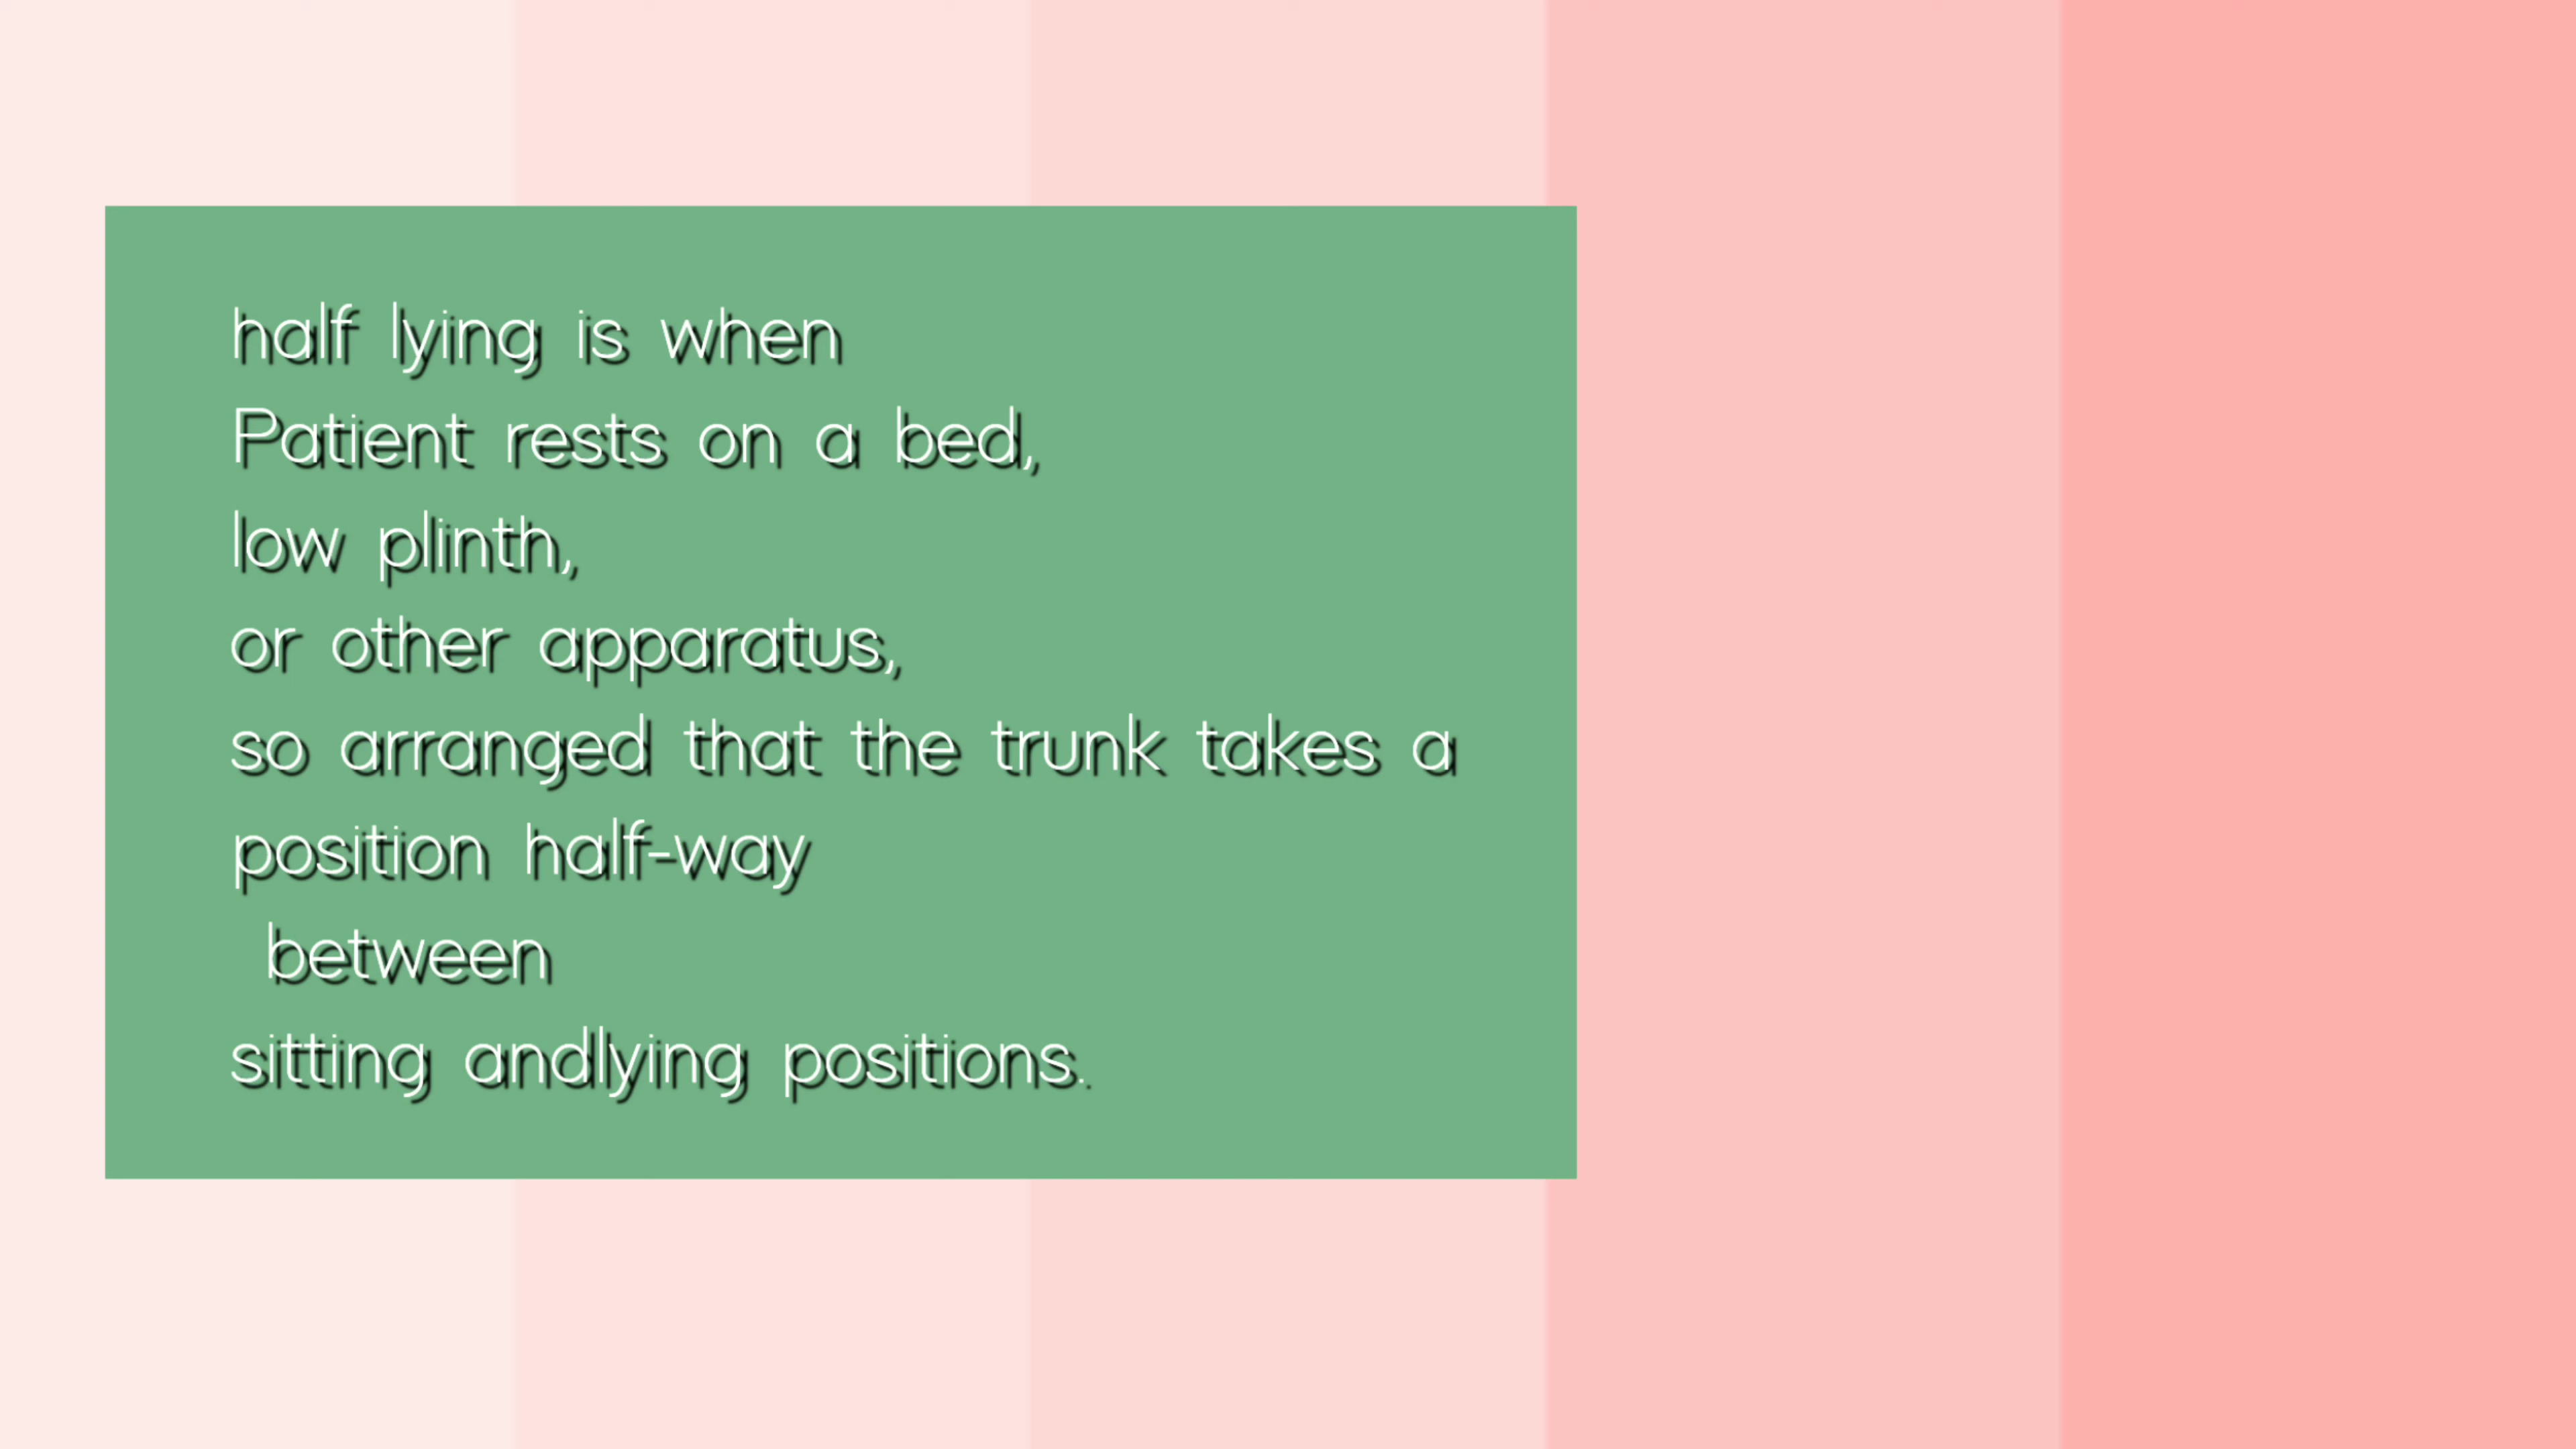 half lying is when
Patient rests on a bed,
low plinth,
or other apparatus,
so arranged that the trunk takes a
position half-way
between
sitting andlying positions.